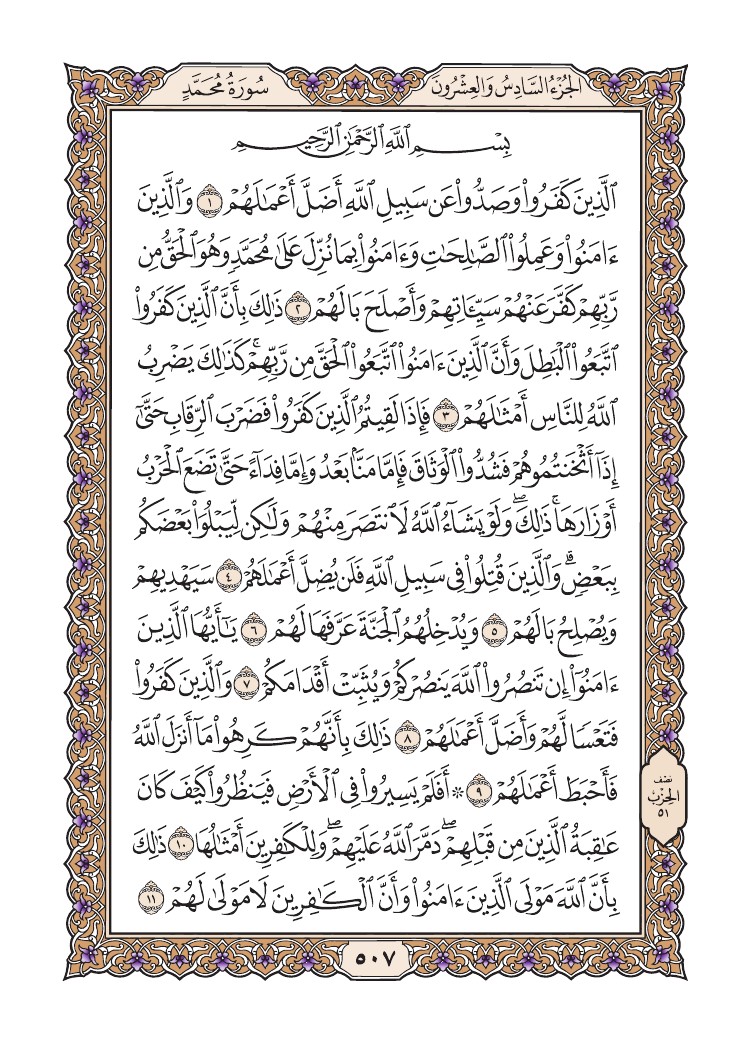 الجُزْءُ السَّادِسُ وَالعِشْرُونَ
سُورَةُ مُحَمَّدٍ
بِسْمِ ٱللَّهِ ٱلرَّحْمَٰنِ ٱلرَّحِيمِ
ٱلَّذِينَ كَفَرُوا۟ وَصَدُّوا۟ عَن سَبِيلِ ٱللَّهِ أَضَلَّ أَعْمَٰلَهُمْ ١ وَٱلَّذِينَ
ءَامَنُوا۟ وَعَمِلُوا۟ ٱلصَّٰلِحَٰتِ وَءَامَنُوا۟ بِمَا نُزِّلَ عَلَىٰ مُحَمَّدٍ وَهُوَ ٱلْحَقُّ مِن
رَّبِّهِمْ كَفَّرَ عَنْهُمْ سَيِّـَٔاتِهِمْ وَأَصْلَحَ بَالَهُمْ ٢ ذَٰلِكَ بِأَنَّ ٱلَّذِينَ كَفَرُوا۟
ٱتَّبَعُوا۟ ٱلْبَٰطِلَ وَأَنَّ ٱلَّذِينَ ءَامَنُوا۟ ٱتَّبَعُوا۟ ٱلْحَقَّ مِن رَّبِّهِمْۚ كَذَٰلِكَ يَضْرِبُ
ٱللَّهُ لِلنَّاسِ أَمْثَٰلَهُمْ ٣ فَإِذَا لَقِيتُمُ ٱلَّذِينَ كَفَرُوا۟ فَضَرْبَ ٱلرِّقَابِ حَتَّىٰٓ
إِذَآ أَثْخَنتُمُوهُمْ فَشُدُّوا۟ ٱلْوَثَاقَ فَإِمَّا مَنًّۢا بَعْدُ وَإِمَّا فِدَآءً حَتَّىٰ تَضَعَ ٱلْحَرْبُ
أَوْزَارَهَاۚ ذَٰلِكَۖ وَلَوْ يَشَآءُ ٱللَّهُ لَٱنتَصَرَ مِنْهُمْ وَلَٰكِن لِّيَبْلُوَا۟ بَعْضَكُم
بِبَعْضٍۗ وَٱلَّذِينَ قُتِلُوا۟ فِى سَبِيلِ ٱللَّهِ فَلَن يُضِلَّ أَعْمَٰلَهُمْ ٤ سَيَهْدِيهِمْ
وَيُصْلِحُ بَالَهُمْ ٥ وَيُدْخِلُهُمُ ٱلْجَنَّةَ عَرَّفَهَا لَهُمْ ٦ يَٰٓأَيُّهَا ٱلَّذِينَ
ءَامَنُوٓا۟ إِن تَنصُرُوا۟ ٱللَّهَ يَنصُرْكُمْ وَيُثَبِّتْ أَقْدَامَكُمْ ٧ وَٱلَّذِينَ كَفَرُوا۟
فَتَعْسًا لَّهُمْ وَأَضَلَّ أَعْمَٰلَهُمْ ٨ ذَٰلِكَ بِأَنَّهُمْ كَرِهُوا۟ مَآ أَنزَلَ ٱللَّهُ
فَأَحْبَطَ أَعْمَٰلَهُمْ ٩ ۞ أَفَلَمْ يَسِيرُوا۟ فِى ٱلْأَرْضِ فَيَنظُرُوا۟ كَيْفَ كَانَ
عَٰقِبَةُ ٱلَّذِينَ مِن قَبْلِهِمْۖ دَمَّرَ ٱللَّهُ عَلَيْهِمْۖ وَلِلْكَٰفِرِينَ أَمْثَٰلُهَا ١٠ ذَٰلِكَ
بِأَنَّ ٱللَّهَ مَوْلَى ٱلَّذِينَ ءَامَنُوا۟ وَأَنَّ ٱلْكَٰفِرِينَ لَا مَوْلَىٰ لَهُمْ ١١
نصْف
الحِزْب
٥١
٥٠٧